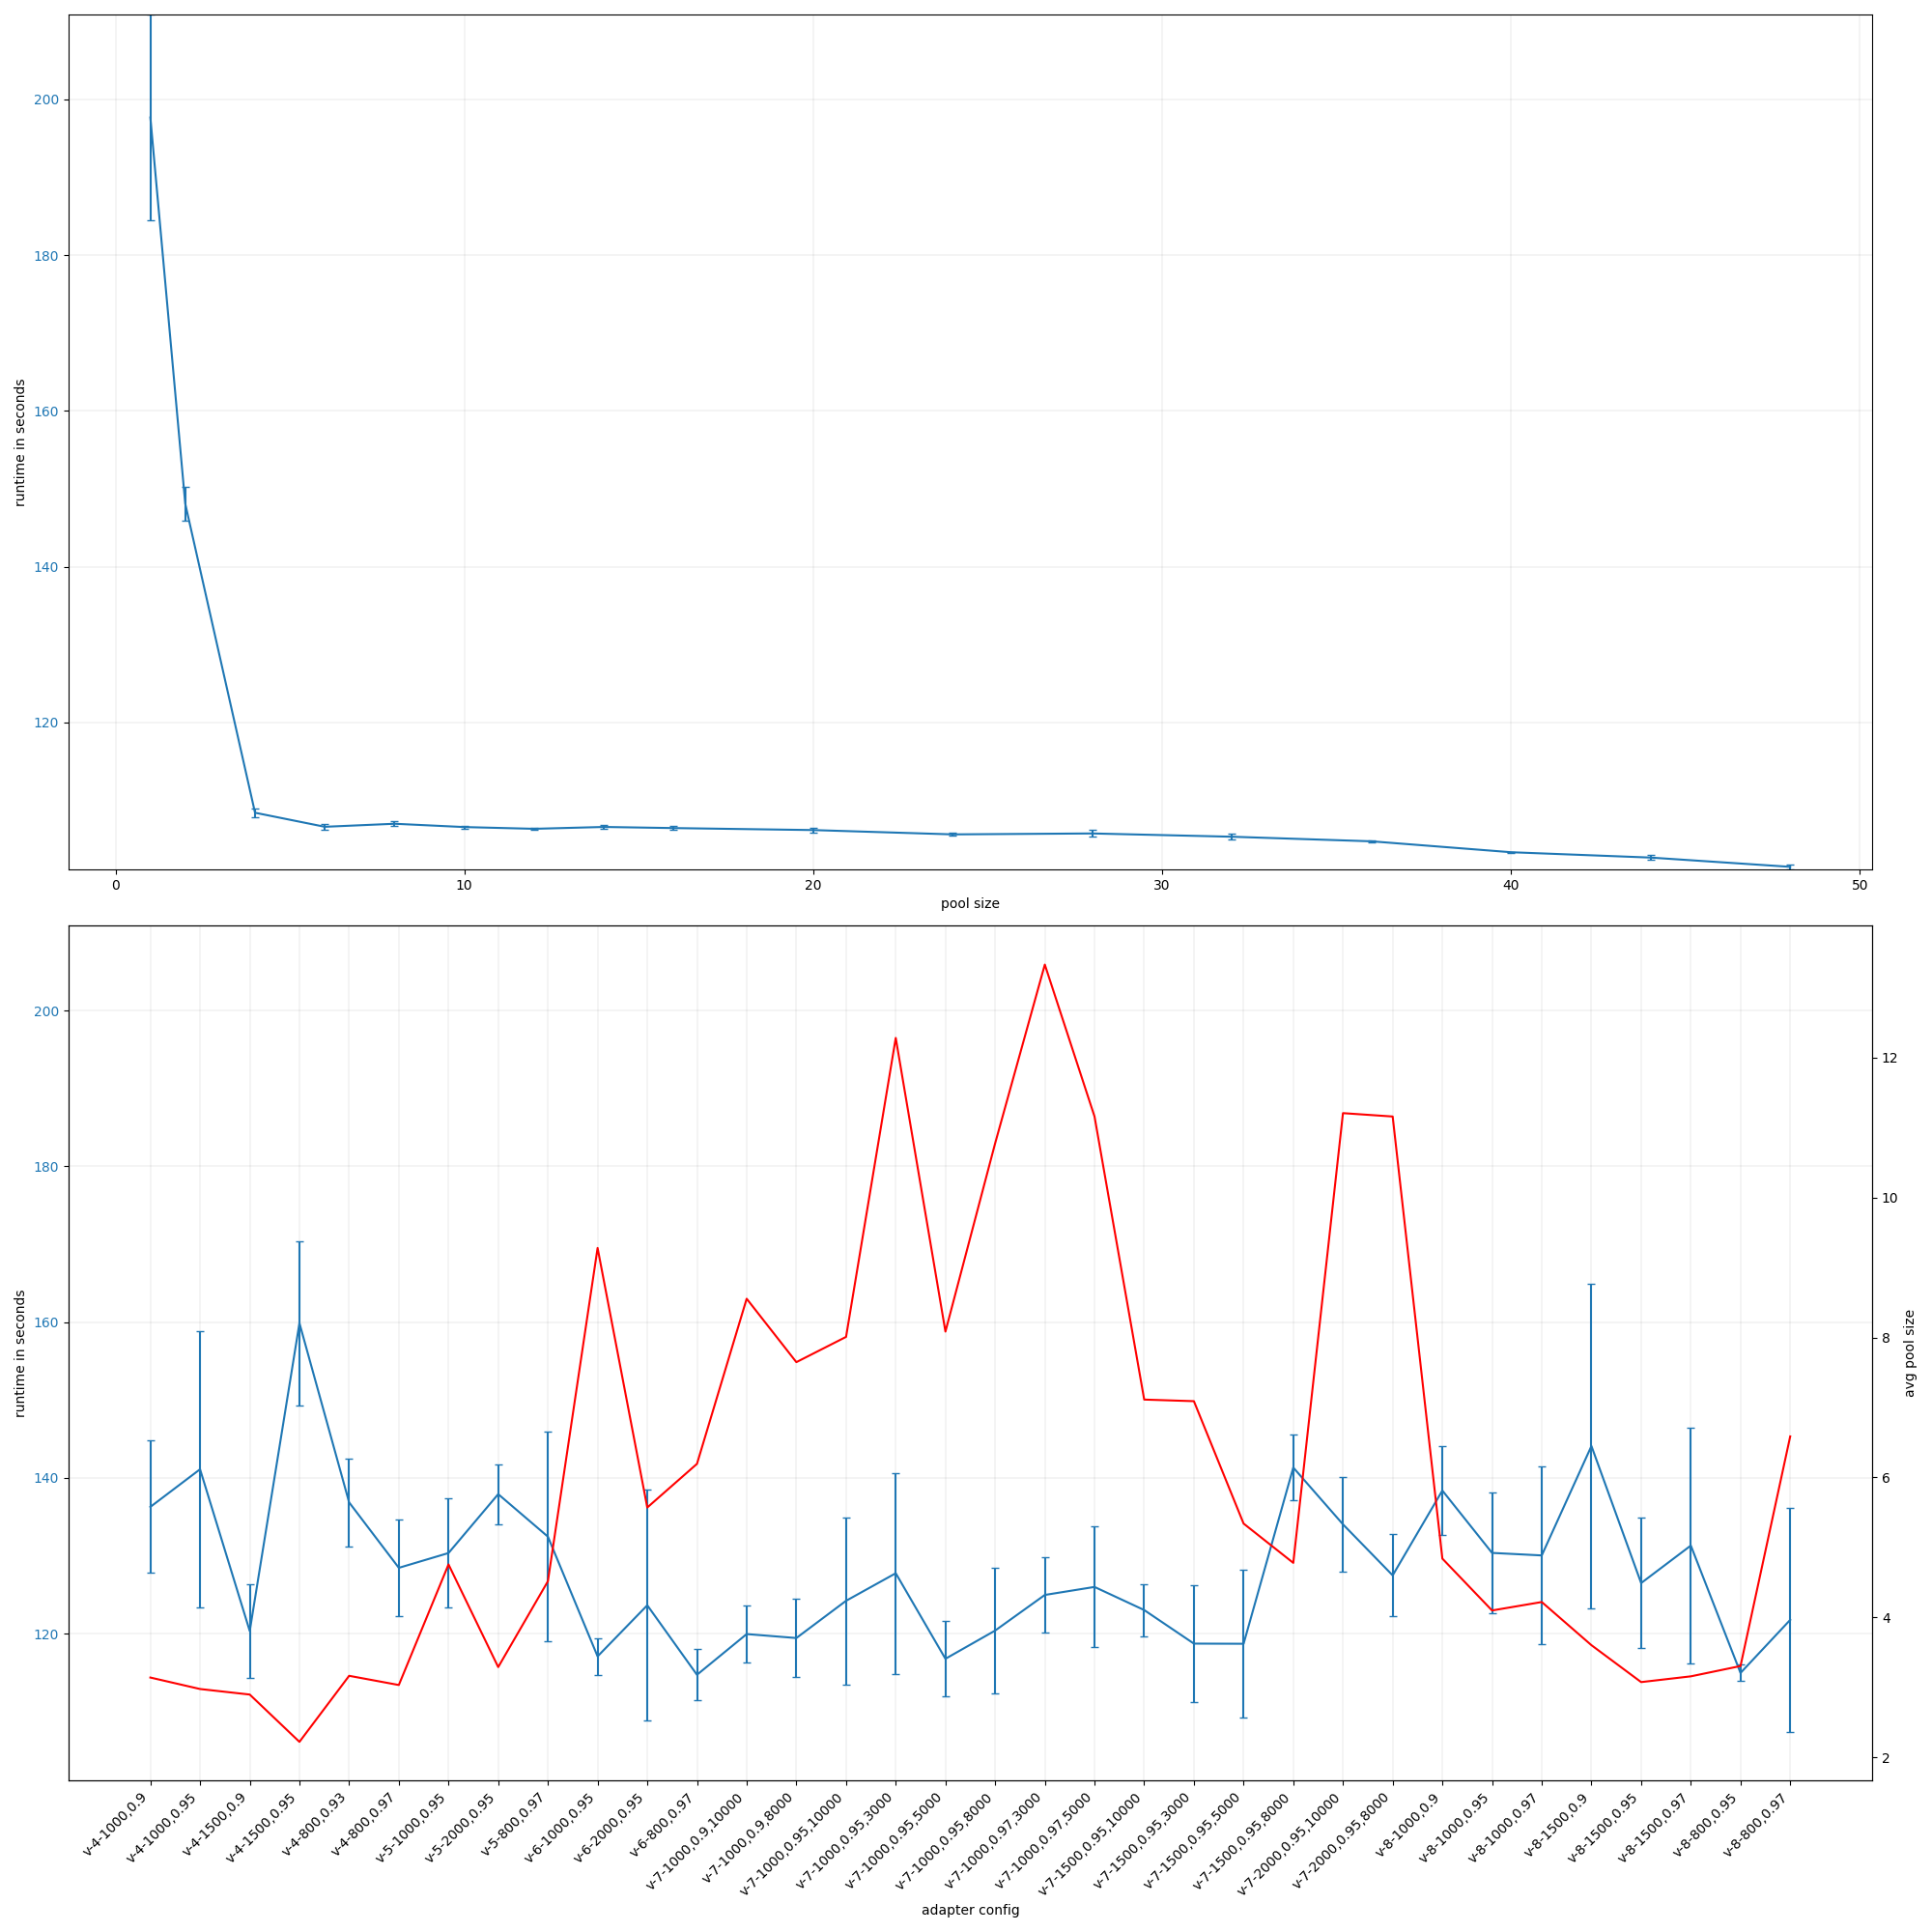 200
180
160
140
120
runtime in seconds
0 10 20 30 40 50
pool size
200
180
160
140
120
runtime in seconds
12
10
8
6
4
2
avg pool size
v-4-1000,0.9
v-4-1000,0.95
v-4-1500,0.9
v-4-1500,0.95
v-4-800,0.93
v-4-800,0.97
v-5-1000,0.95
v-5-2000,0.95
v-5-800,0.97
v-6-1000,0.95
v-6-2000,0.95
v-6-800,0.97
v-7-1000,0.9,10000
v-7-1000,0.9,8000
v-7-1000,0.95,10000
v-7-1000,0.95,3000
v-7-1000,0.95,5000
v-7-1000,0.95,8000
v-7-1000,0.97,3000
v-7-1000,0.97,5000
v-7-1500,0.95,10000
v-7-1500,0.95,3000
v-7-1500,0.95,5000
v-7-1500,0.95,8000
v-7-2000,0.95,10000
v-7-2000,0.95,8000
v-8-1000,0.9
v-8-1000,0.95
v-8-1000,0.97
v-8-1500,0.9
v-8-1500,0.95
v-8-1500,0.97
v-8-800,0.95
v-8-800,0.97
adapter config